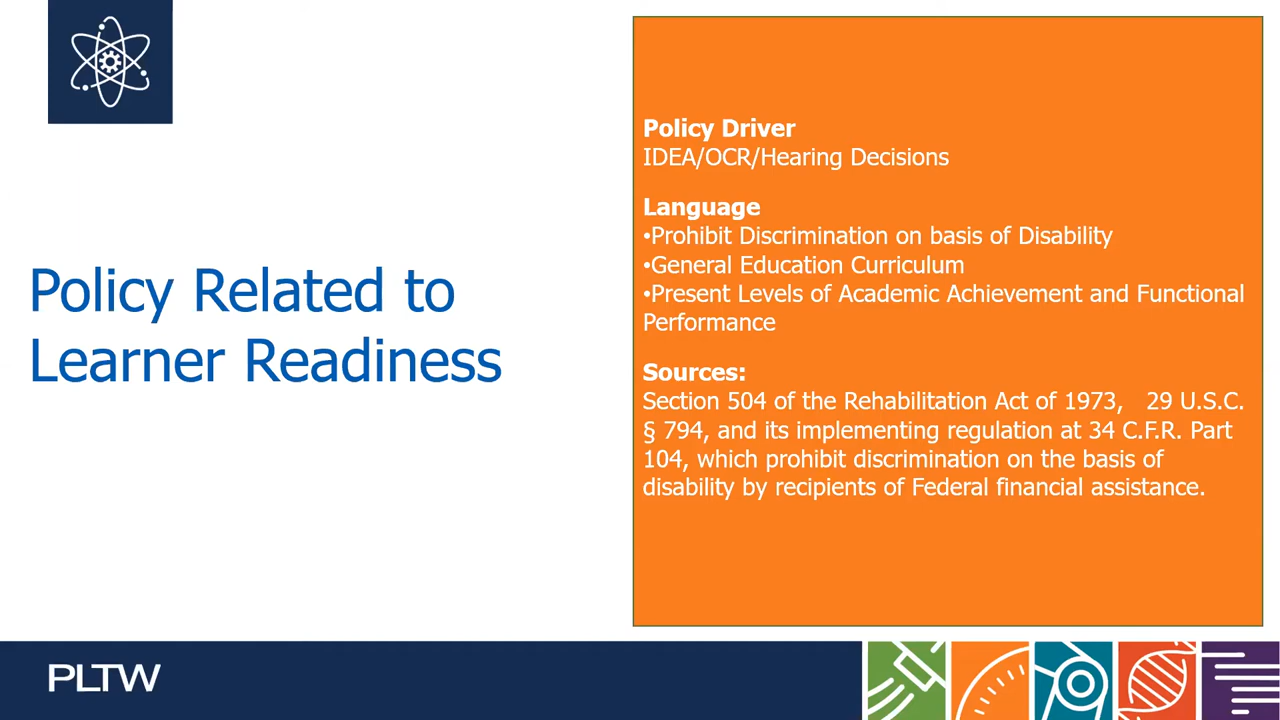 Policy Related to
Learner Readiness
Policy Driver
IDEA/OCR/Hearing Decisions
Language
•Prohibit Discrimination on basis of Disability
•General Education Curriculum
•Present Levels of Academic Achievement and Functional
Performance
Sources:
Section 504 of the Rehabilitation Act of 1973, 29 U.S.C.
§ 794, and its implementing regulation at 34 C.F.R. Part
104, which prohibit discrimination on the basis of
disability by recipients of Federal financial assistance.
PLTW